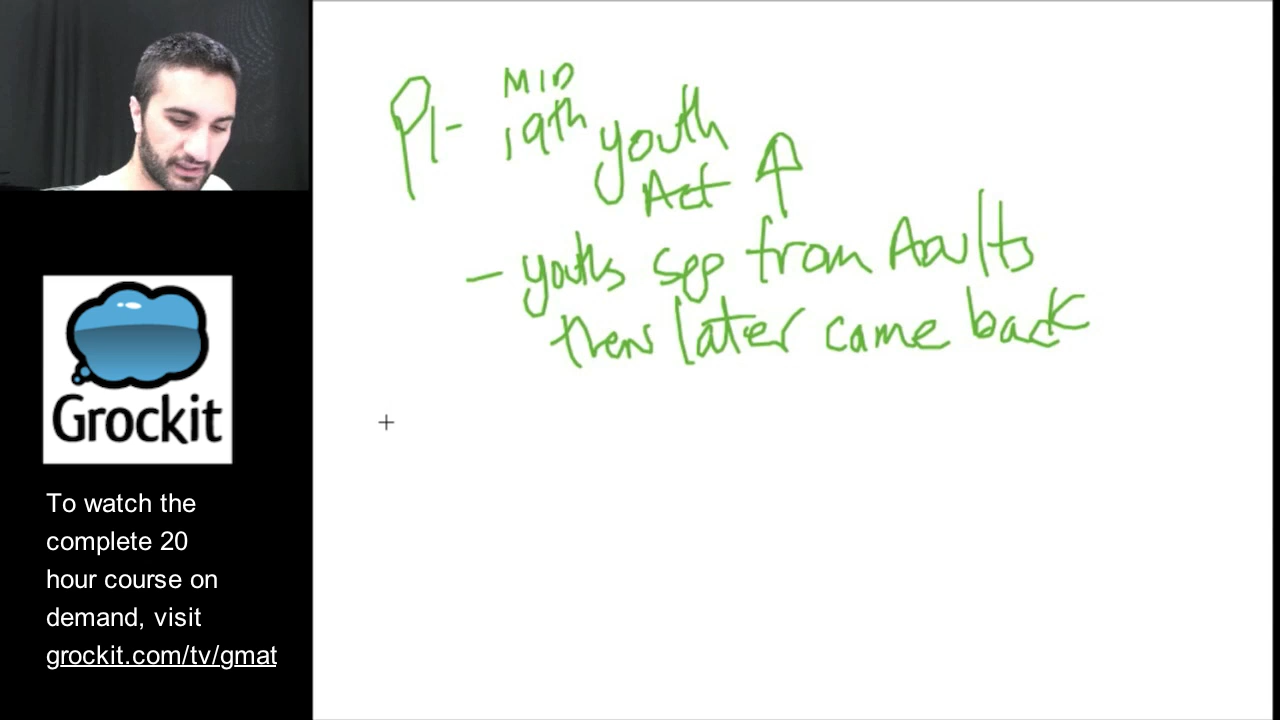 P1- MID
19th youth
Act ↑
- youths sep from Adults
then later came back
Grockit
To watch the
complete 20
hour course on
demand, visit
grockit.com/tv/gmat